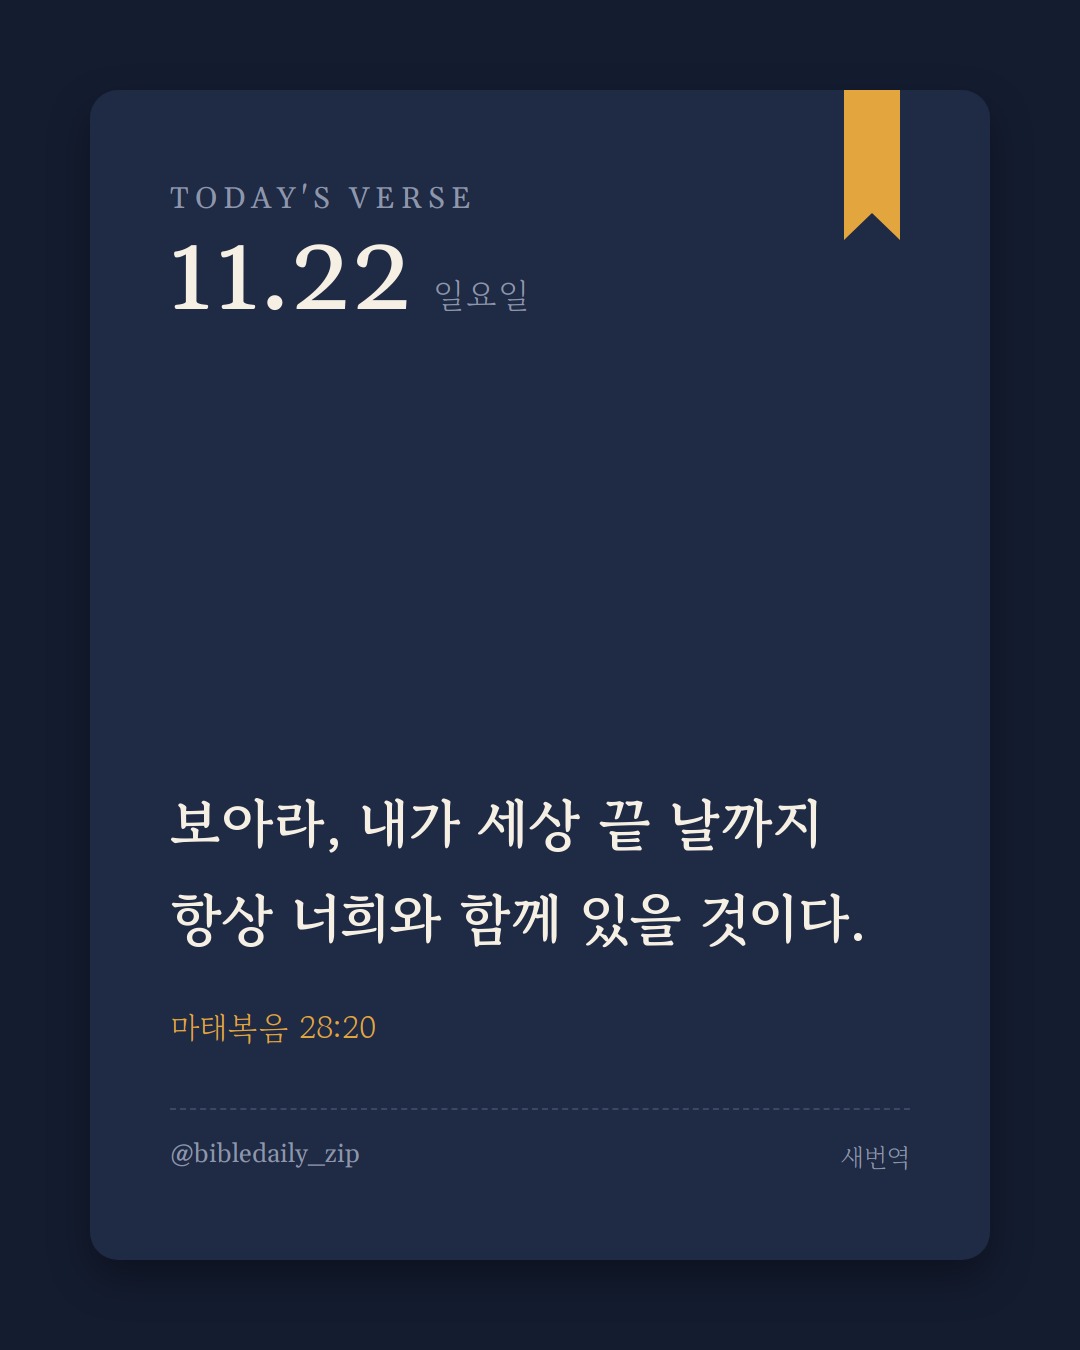 TODAY'S VERSE
11.22 일요일
보아라, 내가 세상 끝 날까지
항상 너희와 함께 있을 것이다.
마태복음 28:20
@bibledaily_zip
새번역